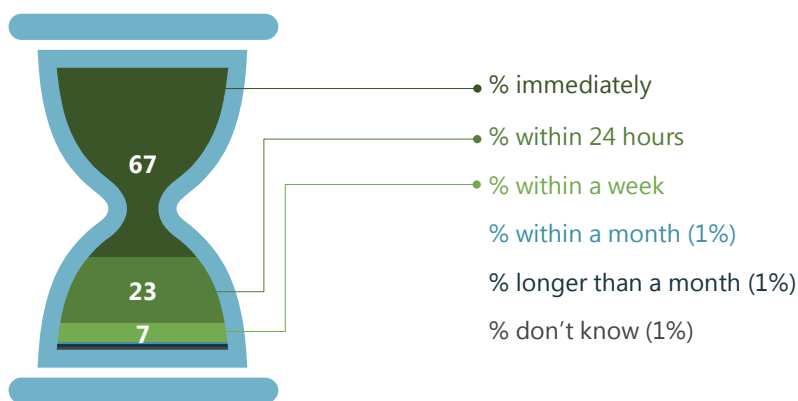 67
23
7
% immediately
% within 24 hours
% within a week
% within a month (1%)
% longer than a month (1%)
% don't know (1%)